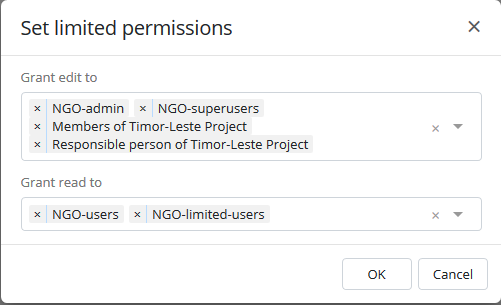 Set limited permissions
Grant edit to
NGO-admin NGO-superusers
Members of Timor-Leste Project
Responsible person of Timor-Leste Project
Grant read to
NGO-users NGO-limited-users
OK Cancel